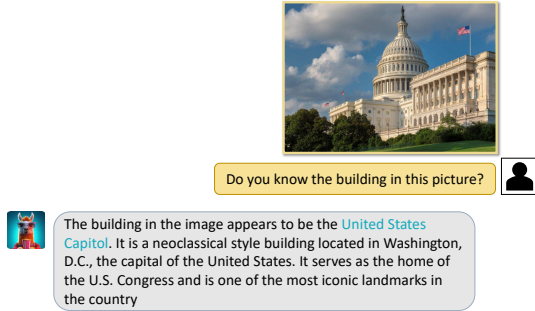 Do you know the building in this picture?
The building in the image appears to be the United States
Capitol. It is a neoclassical style building located in Washington,
D.C., the capital of the United States. It serves as the home of
the U.S. Congress and is one of the most iconic landmarks in
the country